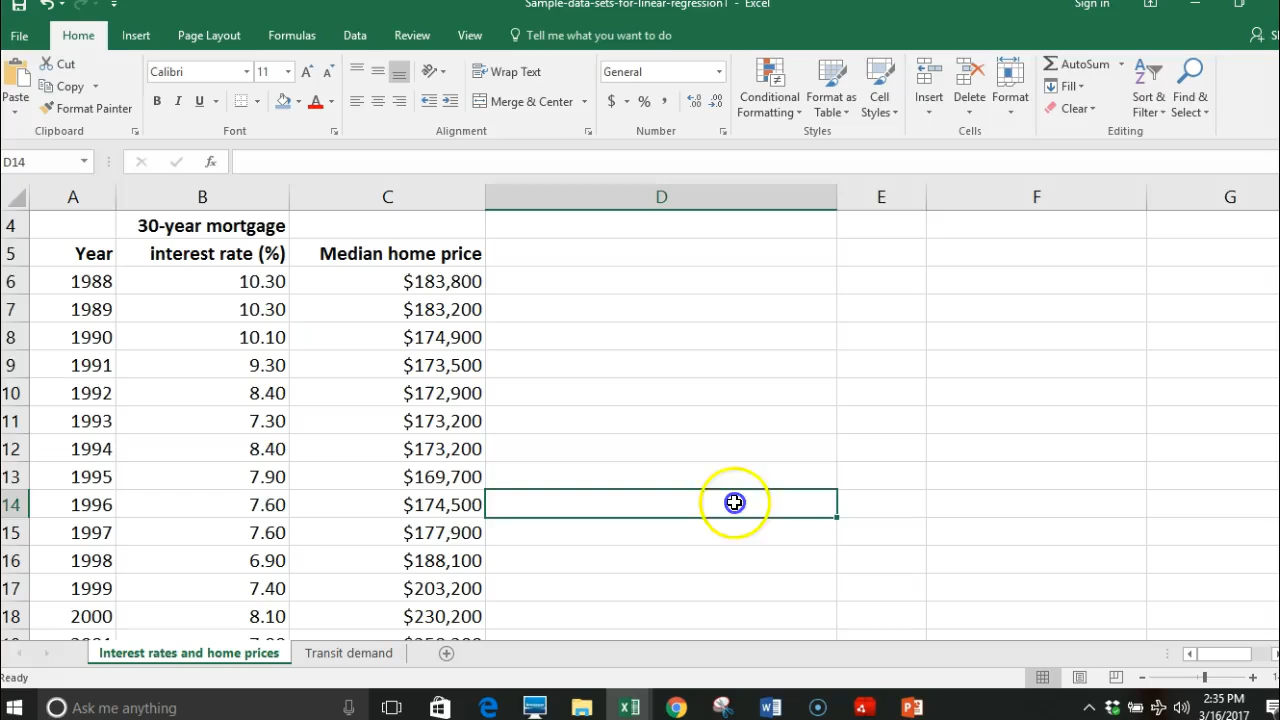 Sample-data-sets-for-linear-regression1 - Excel
Sign in
File Home Insert Page Layout Formulas Data Review View Tell me what you want to do
Cut
Copy
Format Painter
Paste
Clipboard
Calibri 11
B I U A
Font
Wrap Text
Merge & Center
Alignment
General
$ % ,
Number
Conditional Formatting
Format as Table
Cell Styles
Styles
Insert Delete Format
Cells
AutoSum
Fill
Clear
Sort & Filter
Find & Select
Editing
D14 fx
A B C D E F G
4 30-year mortgage
5 Year interest rate (%) Median home price
6 1988 10.30 $183,800
7 1989 10.30 $183,200
8 1990 10.10 $174,900
9 1991 9.30 $173,500
10 1992 8.40 $172,900
11 1993 7.30 $173,200
12 1994 8.40 $173,200
13 1995 7.90 $169,700
14 1996 7.60 $174,500
15 1997 7.60 $177,900
16 1998 6.90 $188,100
17 1999 7.40 $203,200
18 2000 8.10 $230,200
Interest rates and home prices Transit demand
Ask me anything
2:35 PM
3/16/2017